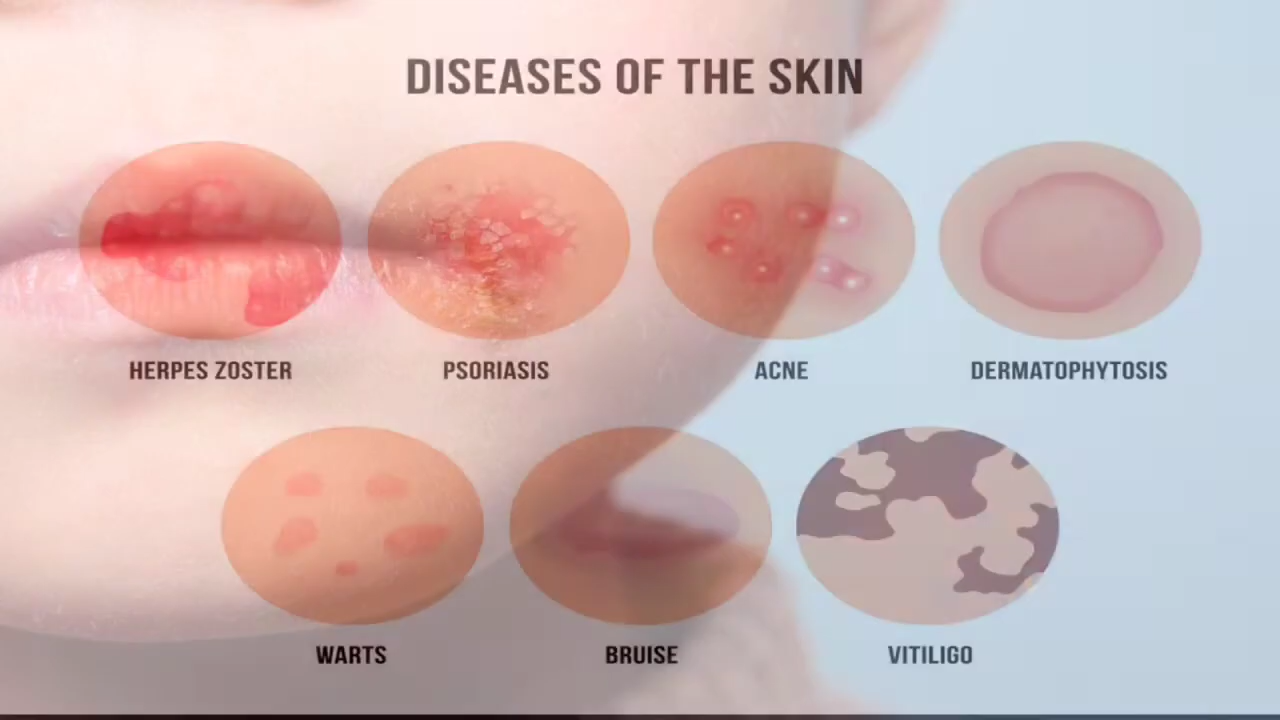 DISEASES OF THE SKIN
HERPES ZOSTER
PSORIASIS
ACNE
DERMATOPHYTOSIS
WARTS
BRUISE
VITILIGO